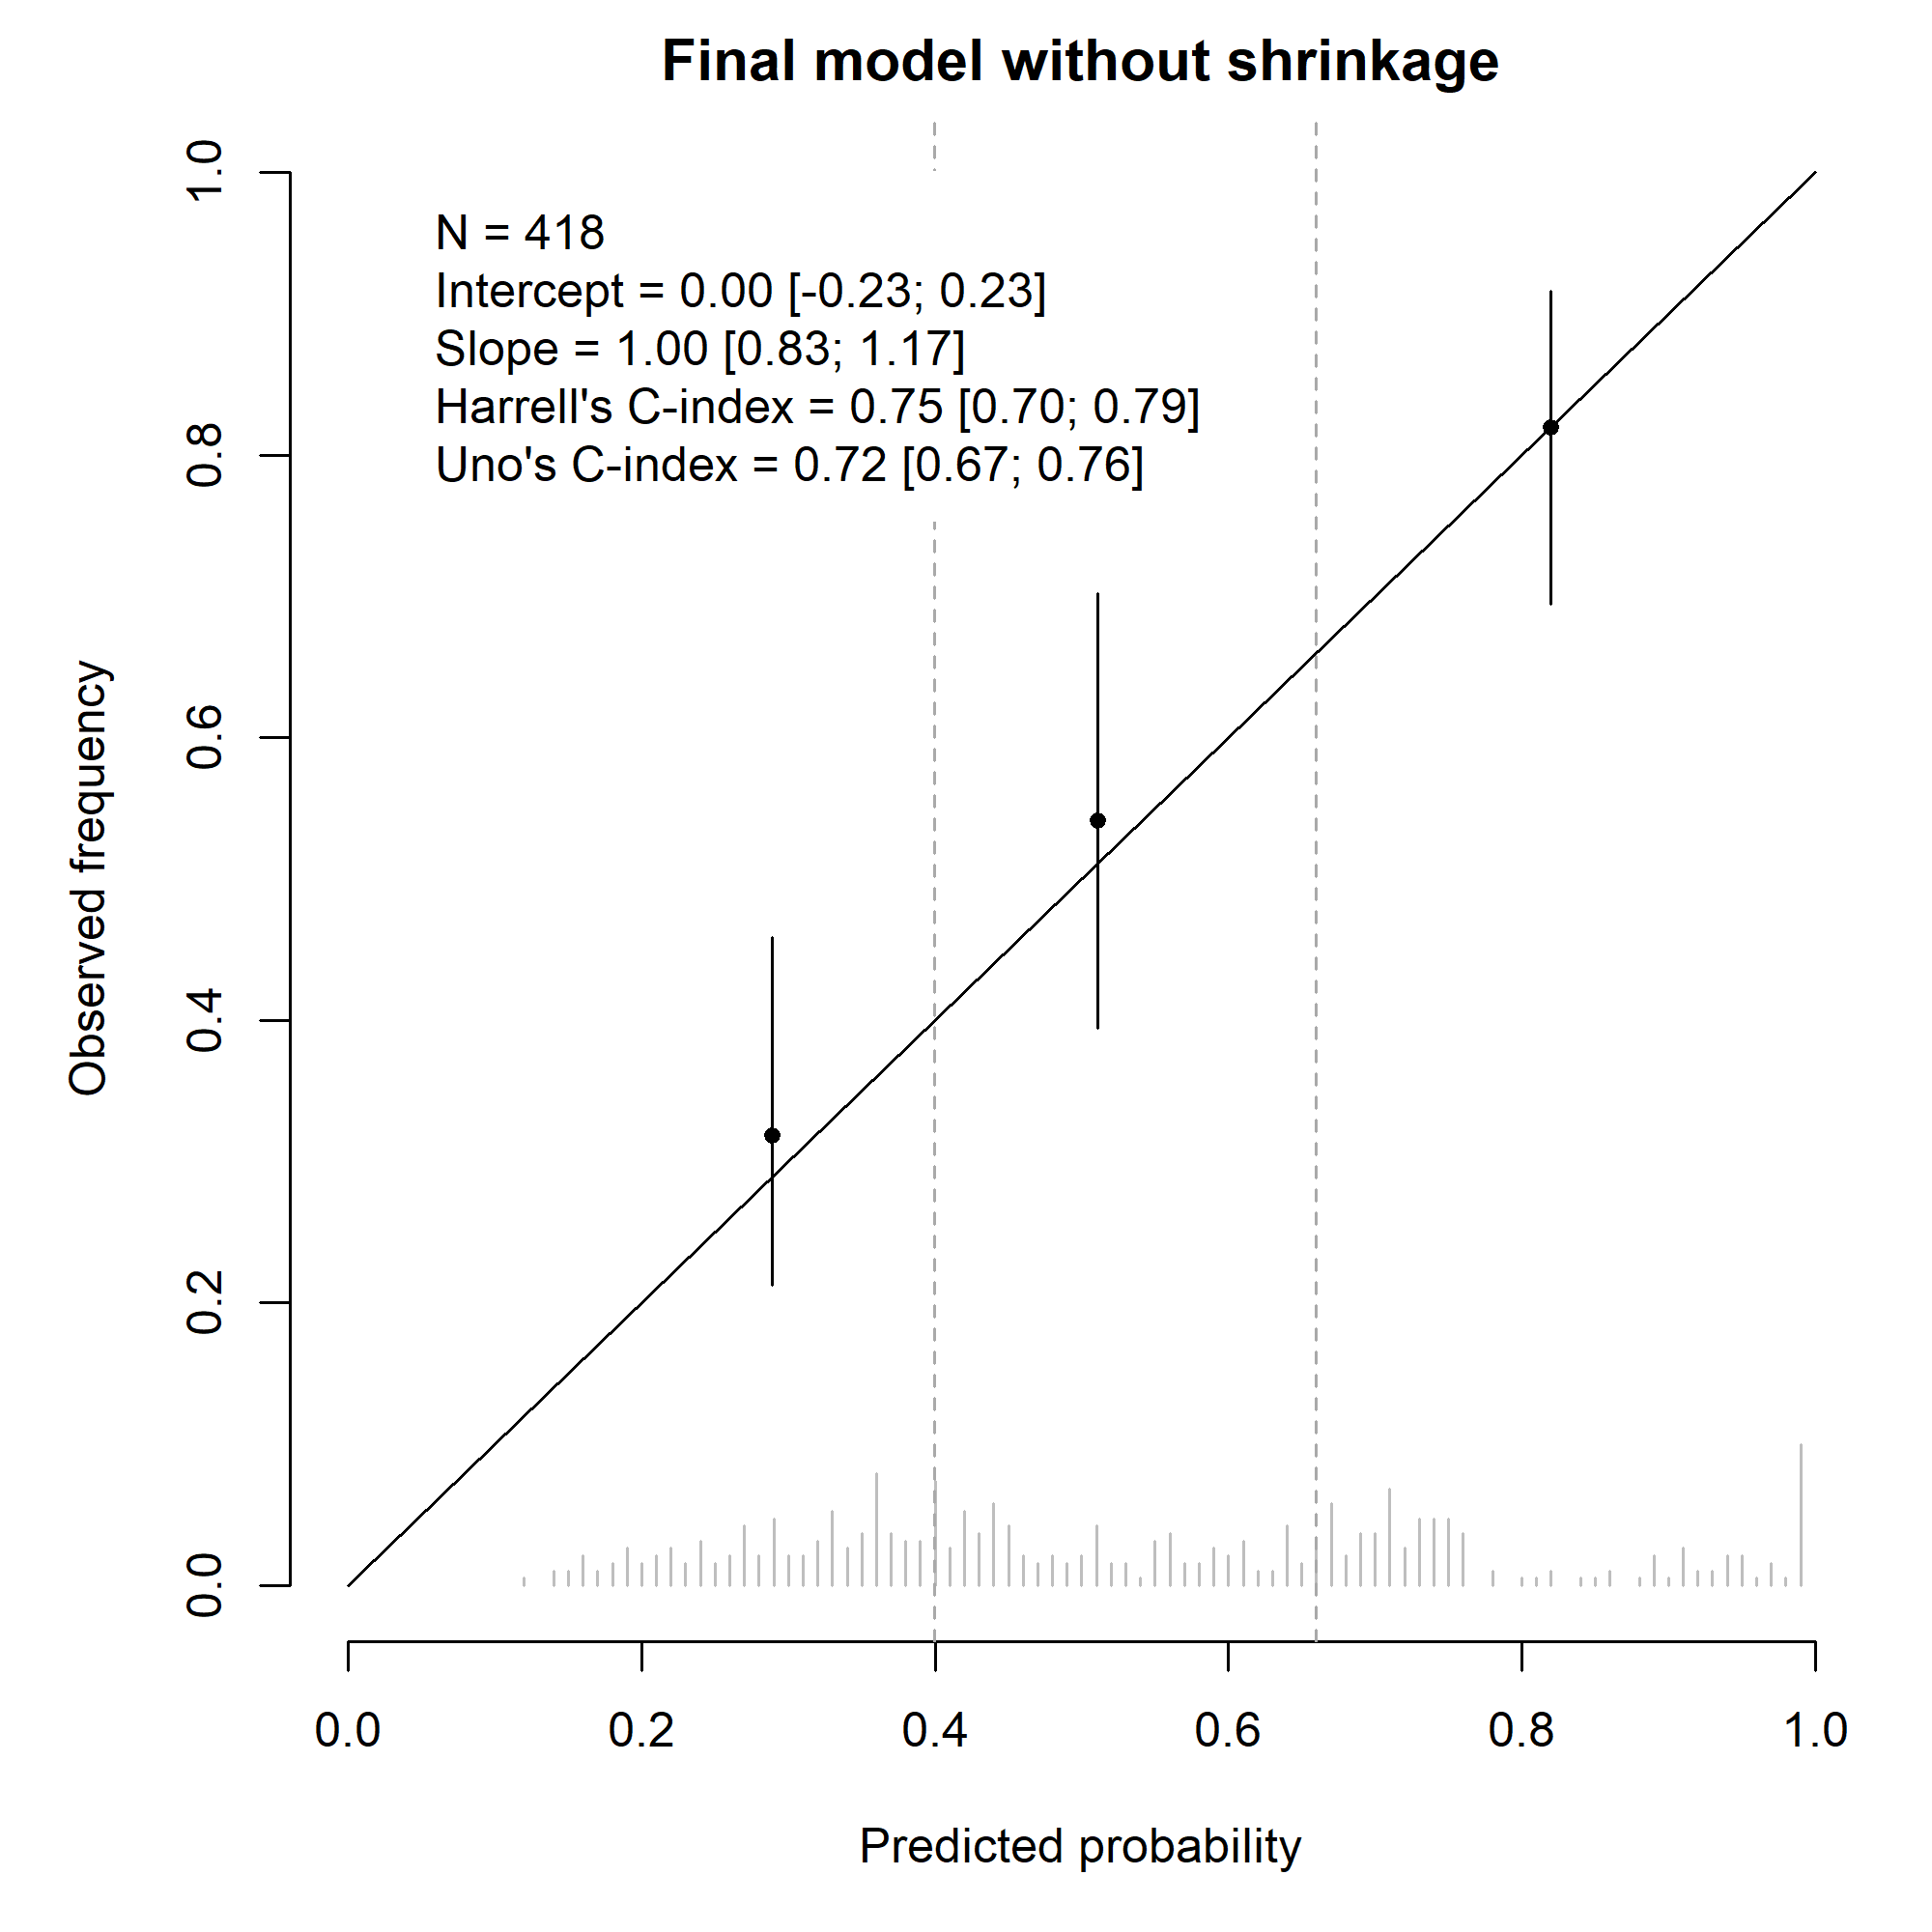 Final model without shrinkage
N = 418
Intercept = 0.00 [-0.23; 0.23]
Slope = 1.00 [0.83; 1.17]
Harrell's C-index = 0.75 [0.70; 0.79]
Uno's C-index = 0.72 [0.67; 0.76]
Observed frequency
1.0
0.8
0.6
0.4
0.2
0.0
0.0 0.2 0.4 0.6 0.8 1.0
Predicted probability